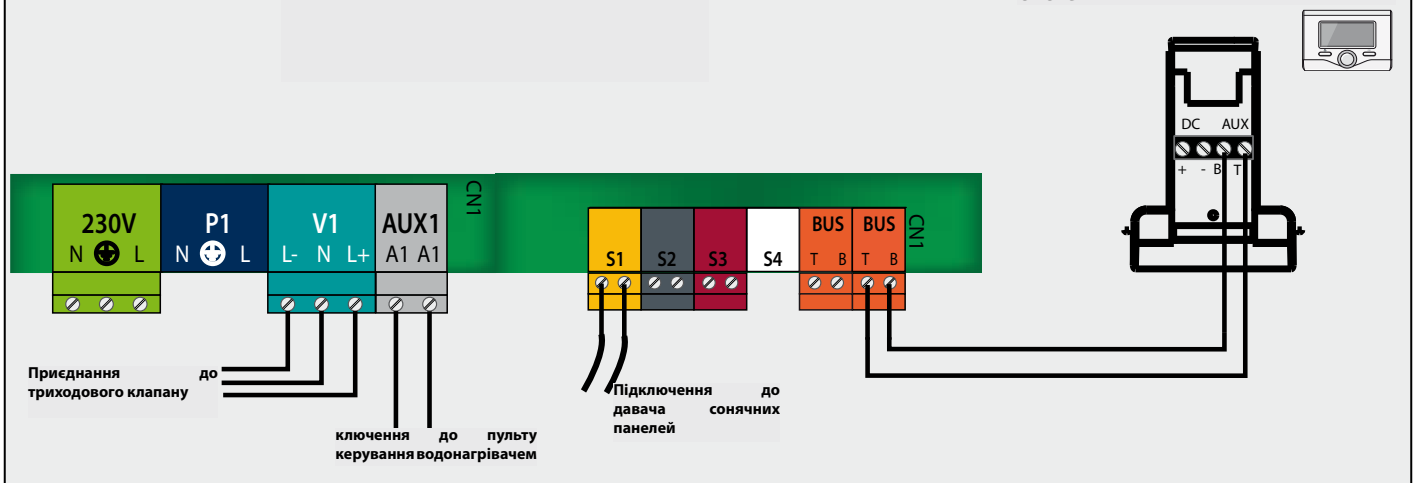 DC AUX
+ - B T
230V P1 V1 AUX1 CN1
N L N L L- N L+ A1 A1
BUS BUS CN1
S1 S2 S3 S4 T B T B
Приєднання до
триходового клапану
ключення до пульту
керування водонагрівачем
Підключення до
давача сонячних
панелей